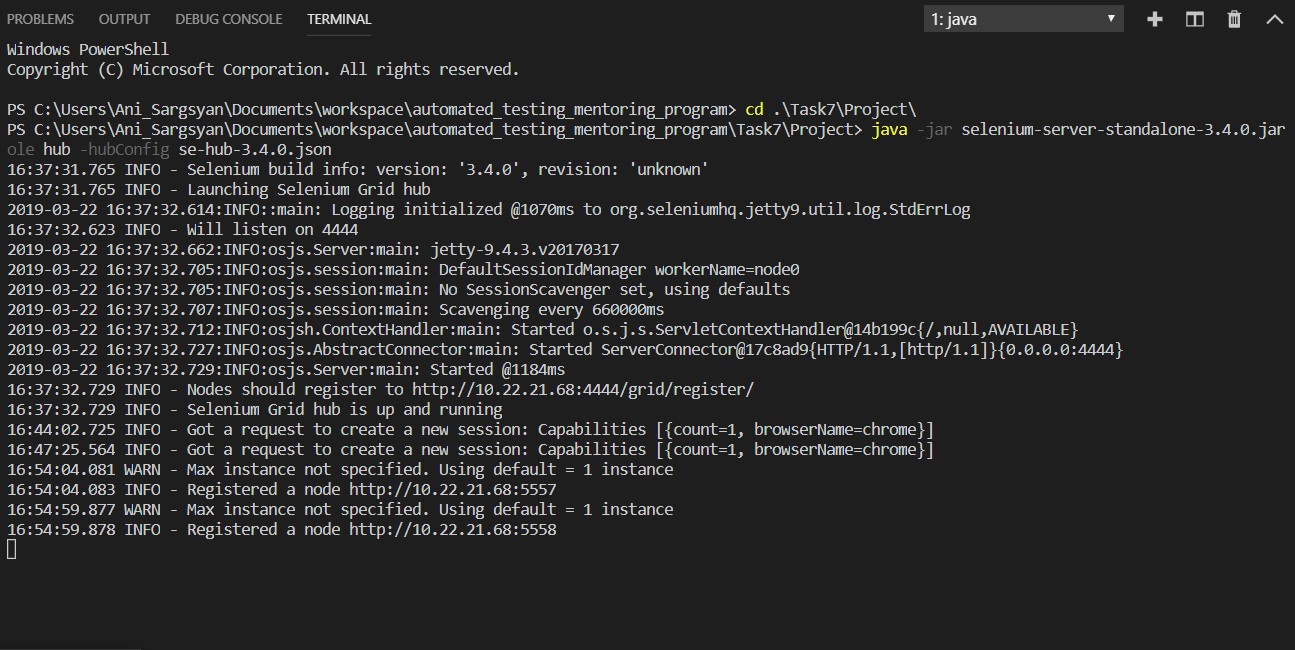 PROBLEMS OUTPUT DEBUG CONSOLE TERMINAL 1: java
Windows PowerShell
Copyright (C) Microsoft Corporation. All rights reserved.
PS C:\Users\Ani_Sargsyan\Documents\workspace\automated_testing_mentoring_program> cd .\Task7\Project\
PS C:\Users\Ani_Sargsyan\Documents\workspace\automated_testing_mentoring_program\Task7\Project> java -jar selenium-server-standalone-3.4.0.jar
ole hub -hubConfig se-hub-3.4.0.json
16:37:31.765 INFO - Selenium build info: version: '3.4.0', revision: 'unknown'
16:37:31.765 INFO - Launching Selenium Grid hub
2019-03-22 16:37:32.614:INFO::main: Logging initialized @1070ms to org.seleniumhq.jetty9.util.log.StdErrLog
16:37:32.623 INFO - Will listen on 4444
2019-03-22 16:37:32.662:INFO:osjs.Server:main: jetty-9.4.3.v20170317
2019-03-22 16:37:32.705:INFO:osjs.session:main: DefaultSessionIdManager workerName=node0
2019-03-22 16:37:32.705:INFO:osjs.session:main: No SessionScavenger set, using defaults
2019-03-22 16:37:32.707:INFO:osjs.session:main: Scavenging every 660000ms
2019-03-22 16:37:32.712:INFO:osjsh.ContextHandler:main: Started o.s.j.s.ServletContextHandler@14b199c{/,null,AVAILABLE}
2019-03-22 16:37:32.727:INFO:osjs.AbstractConnector:main: Started ServerConnector@17c8ad9{HTTP/1.1,[http/1.1]}{0.0.0.0:4444}
2019-03-22 16:37:32.729:INFO:osjs.Server:main: Started @1184ms
16:37:32.729 INFO - Nodes should register to http://10.22.21.68:4444/grid/register/
16:37:32.729 INFO - Selenium Grid hub is up and running
16:44:02.725 INFO - Got a request to create a new session: Capabilities [{count=1, browserName=chrome}]
16:47:25.564 INFO - Got a request to create a new session: Capabilities [{count=1, browserName=chrome}]
16:54:04.081 WARN - Max instance not specified. Using default = 1 instance
16:54:04.083 INFO - Registered a node http://10.22.21.68:5557
16:54:59.877 WARN - Max instance not specified. Using default = 1 instance
16:54:59.878 INFO - Registered a node http://10.22.21.68:5558